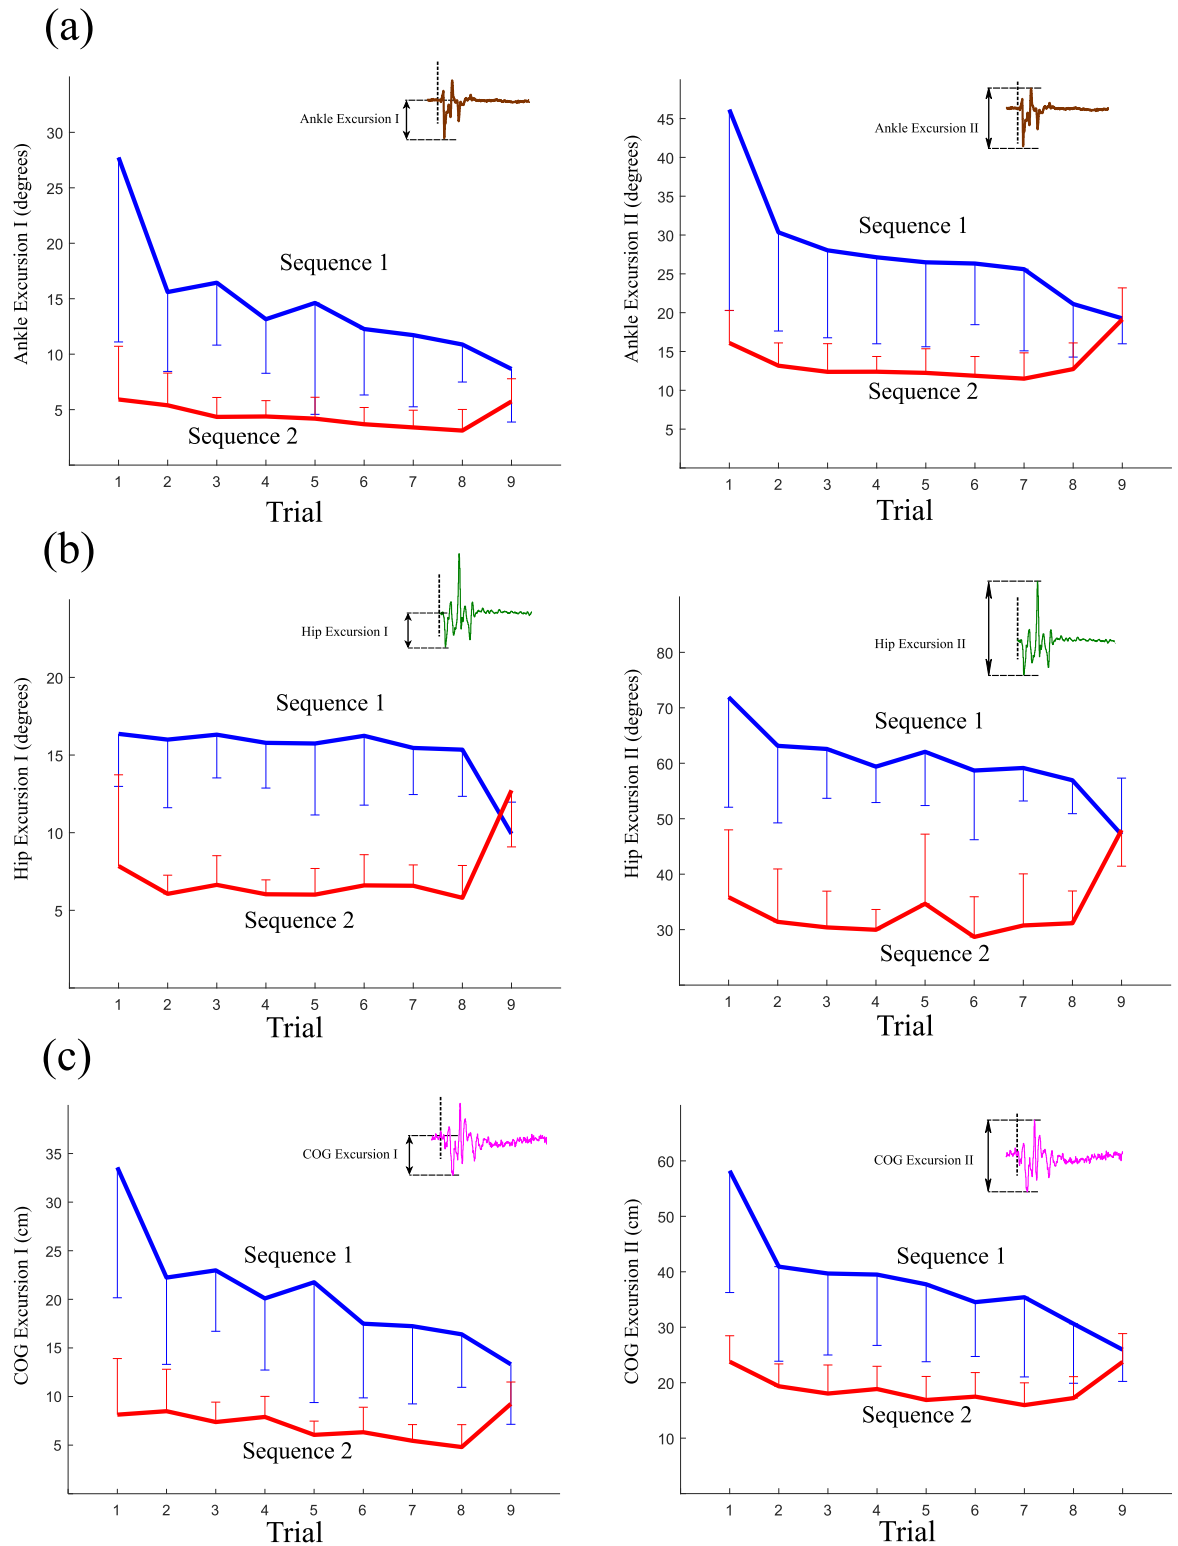 (a)
Ankle Excursion I (degrees)
30
25
20
15
10
5
Ankle Excursion I
Sequence 1
Sequence 2
1 2 3 4 5 6 7 8 9
Trial
Ankle Excursion II (degrees)
45
40
35
30
25
20
15
10
5
Ankle Excursion II
Sequence 1
Sequence 2
1 2 3 4 5 6 7 8 9
Trial
(b)
Hip Excursion I (degrees)
20
15
10
5
Hip Excursion I
Sequence 1
Sequence 2
1 2 3 4 5 6 7 8 9
Trial
Hip Excursion II (degrees)
80
70
60
50
40
30
Hip Excursion II
Sequence 1
Sequence 2
1 2 3 4 5 6 7 8 9
Trial
(c)
COG Excursion I (cm)
35
30
25
20
15
10
5
COG Excursion I
Sequence 1
Sequence 2
1 2 3 4 5 6 7 8 9
Trial
COG Excursion II (cm)
60
50
40
30
20
10
COG Excursion II
Sequence 1
Sequence 2
1 2 3 4 5 6 7 8 9
Trial